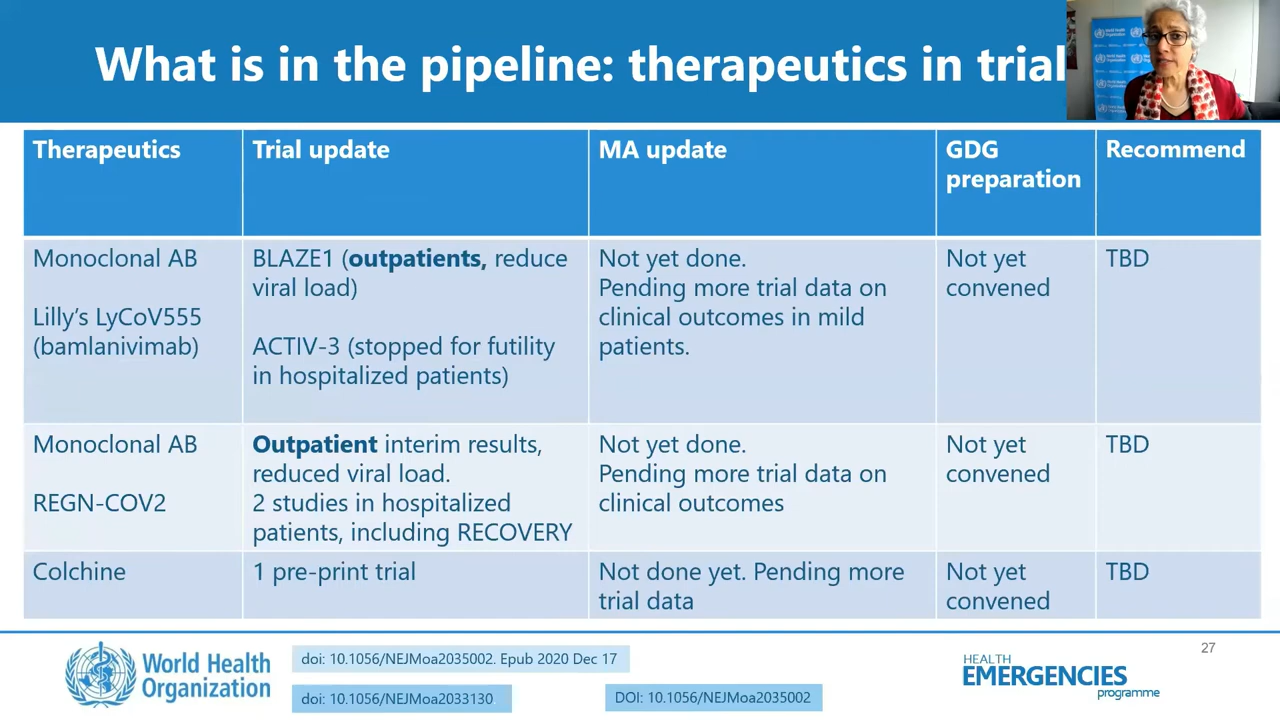 What is in the pipeline: therapeutics in trial
Therapeutics
Trial update
MA update
GDG
preparation
Recommend
Monoclonal AB
Lilly's LyCoV555
(bamlanivimab)
BLAZE1 (outpatients, reduce
viral load)
ACTIV-3 (stopped for futility
in hospitalized patients)
Not yet done.
Pending more trial data on
clinical outcomes in mild
patients.
Not yet
convened
TBD
Monoclonal AB
REGN-COV2
Outpatient interim results,
reduced viral load.
2 studies in hospitalized
patients, including RECOVERY
Not yet done.
Pending more trial data on
clinical outcomes
Not yet
convened
TBD
Colchine
1 pre-print trial
Not done yet. Pending more
trial data
Not yet
convened
TBD
World Health
Organization
doi: 10.1056/NEJMoa2035002. Epub 2020 Dec 17
doi: 10.1056/NEJMoa2033130.
DOI: 10.1056/NEJMoa2035002
HEALTH
EMERGENCIES
programme
27